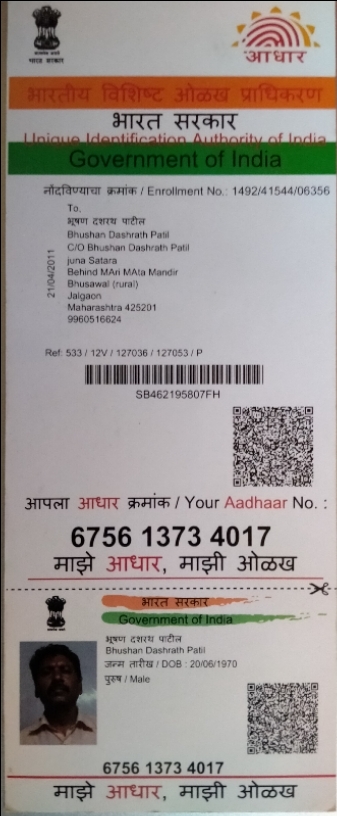 भारत सरकार
आधार
भारतीय विशिष्ट ओळख प्राधिकरण
भारत सरकार
Unique Identification Authority of India
Government of India
नोंदविण्याचा क्रमांक / Enrollment No.: 1492/41544/06356
To,
भूषण दशरथ पाटील
Bhushan Dashrath Patil
C/O Bhushan Dashrath Patil
juna Satara
Behind MAri MAta Mandir
Bhusawal (rural)
Jalgaon
Maharashtra 425201
9960516624
21/04/2011
Ref: 533 / 12V / 127036 / 127053 / P
SB462195807FH
आपला आधार क्रमांक / Your Aadhaar No. :
6756 1373 4017
माझे आधार, माझी ओळख
भारत सरकार
Government of India
भूषण दशरथ पाटील
Bhushan Dashrath Patil
जन्म तारीख / DOB : 20/06/1970
पुरुष / Male
6756 1373 4017
माझे आधार, माझी ओळख